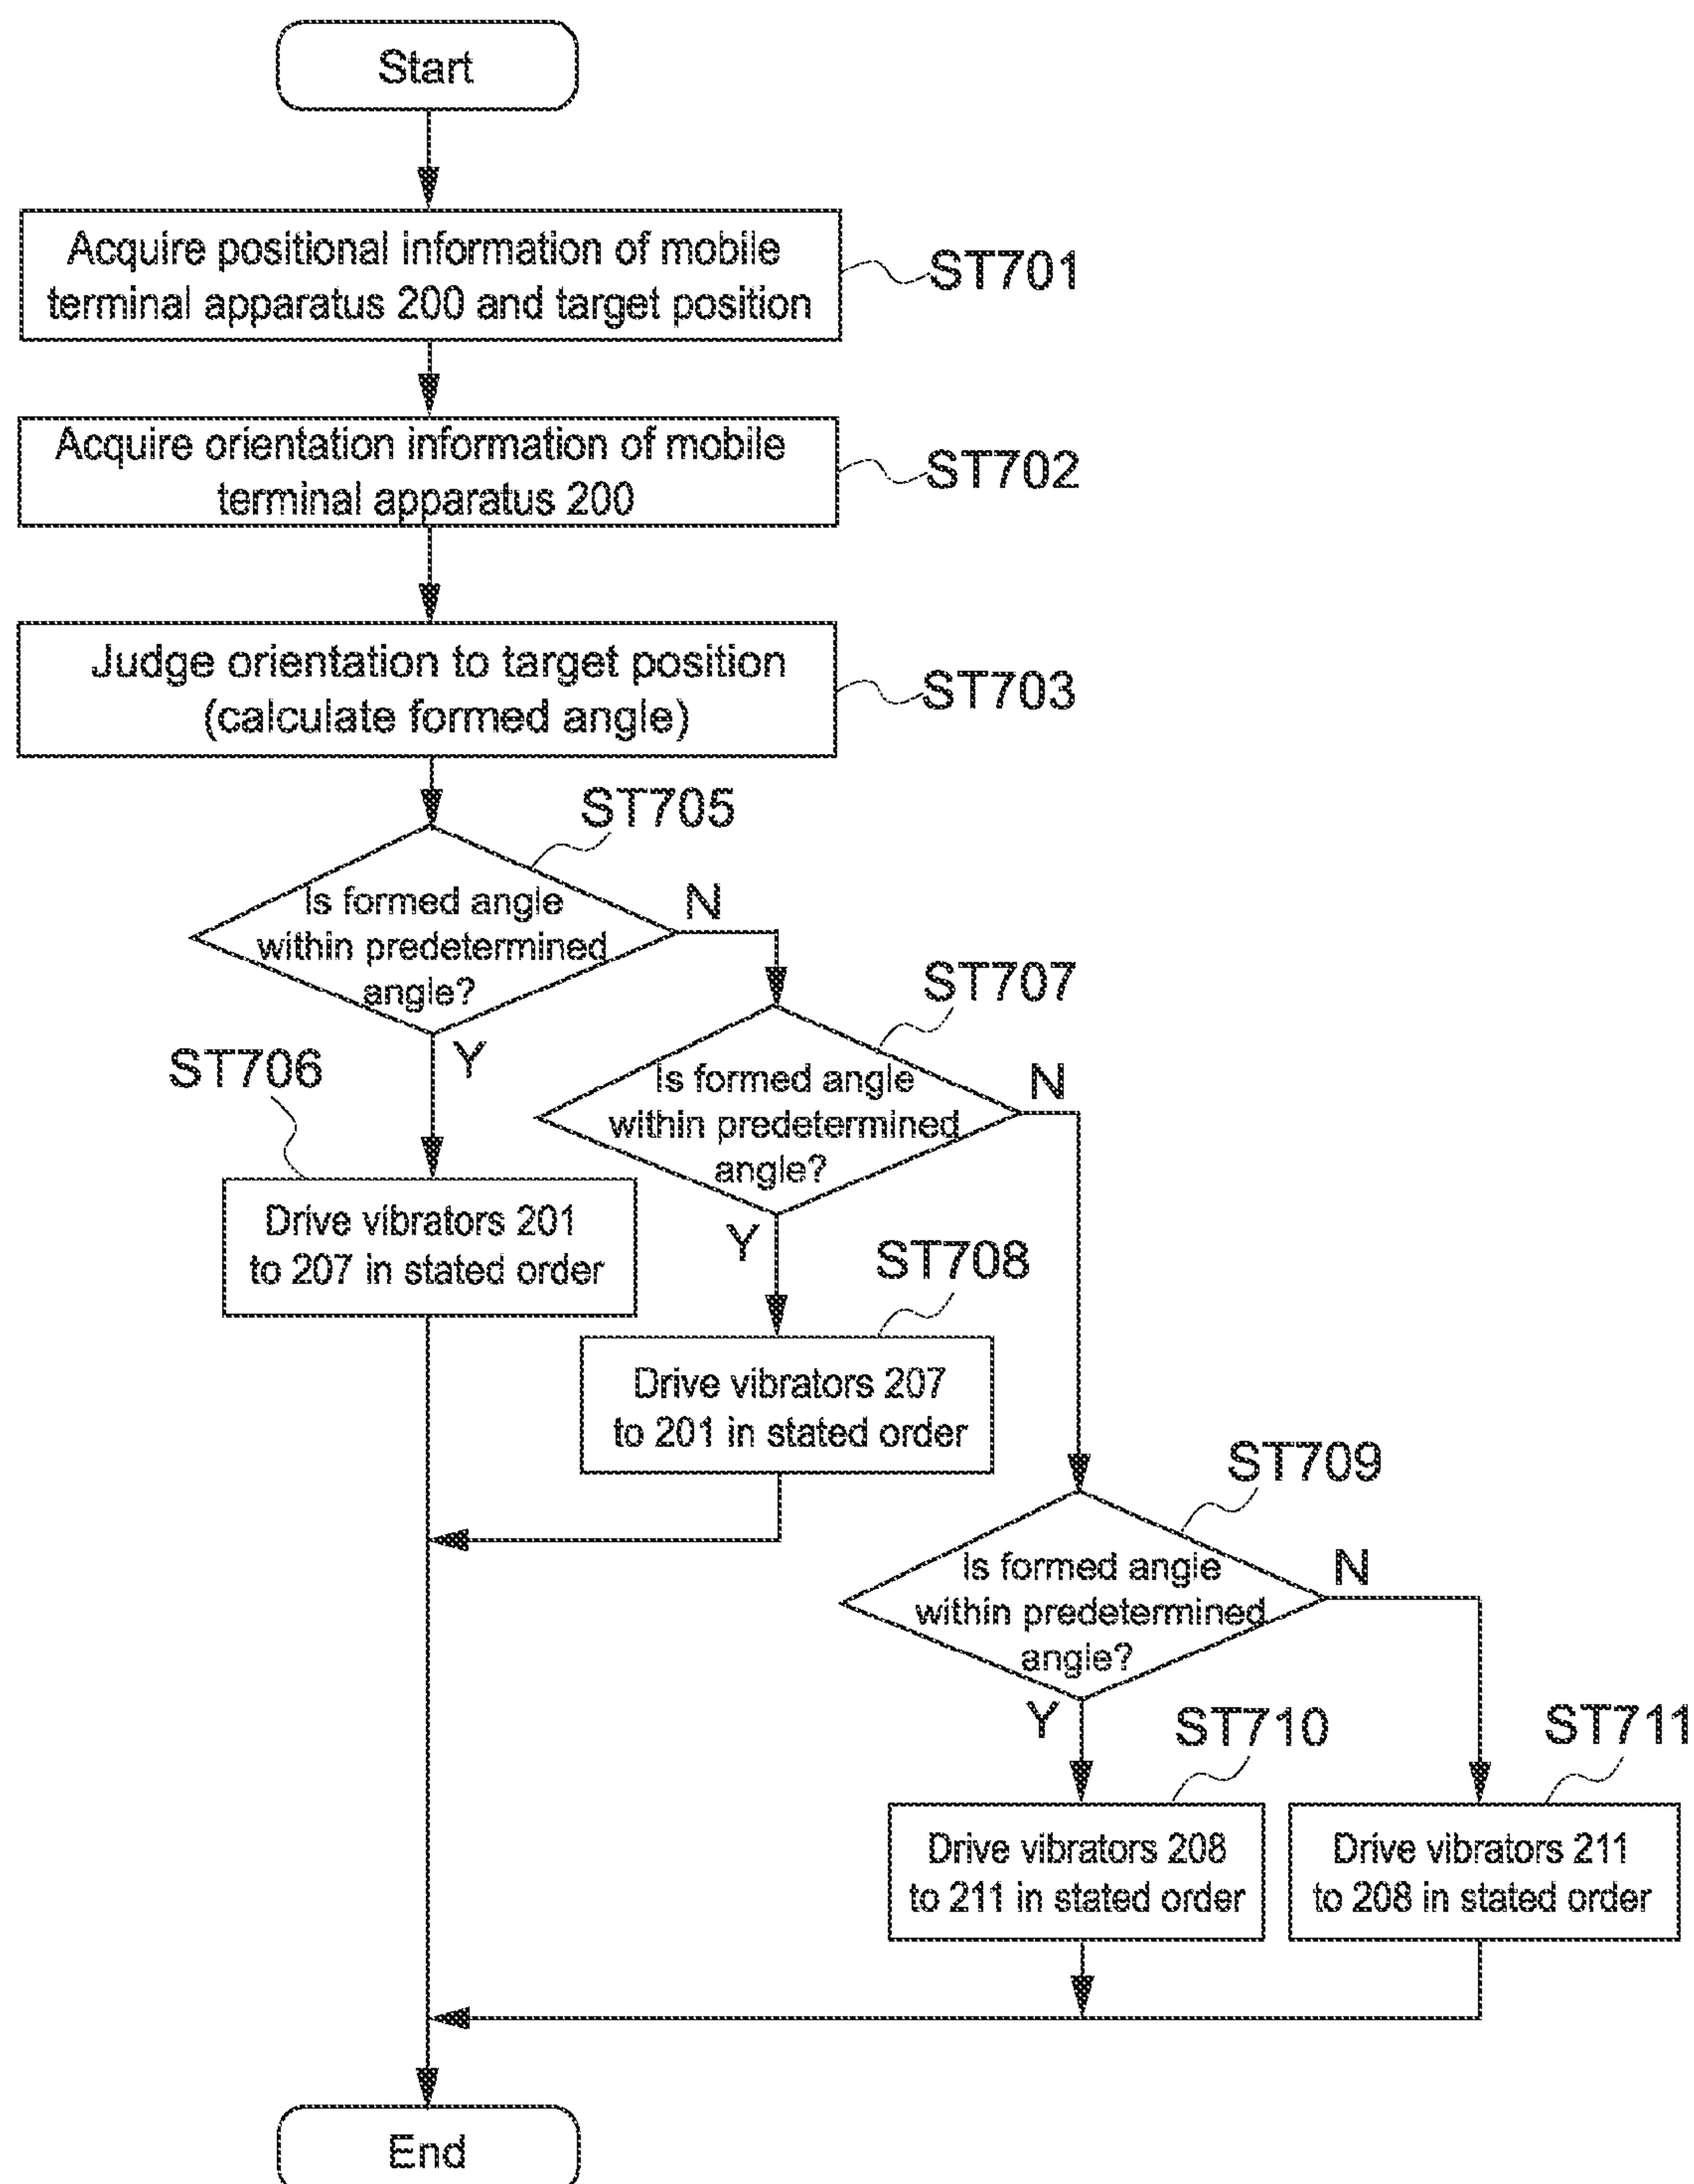 Start
Acquire positional information of mobile
terminal apparatus 200 and target position
ST701
Acquire orientation information of mobile
terminal apparatus 200
ST702
Judge orientation to target position
(calculate formed angle)
ST703
ST705
Is formed angle
within predetermined
angle?
N
Y
ST707
Is formed angle
within predetermined
angle?
N
Y
ST706
Drive vibrators 201
to 207 in stated order
ST708
Drive vibrators 207
to 201 in stated order
ST709
Is formed angle
within predetermined
angle?
N
Y
ST710
Drive vibrators 208
to 211 in stated order
ST711
Drive vibrators 211
to 208 in stated order
End